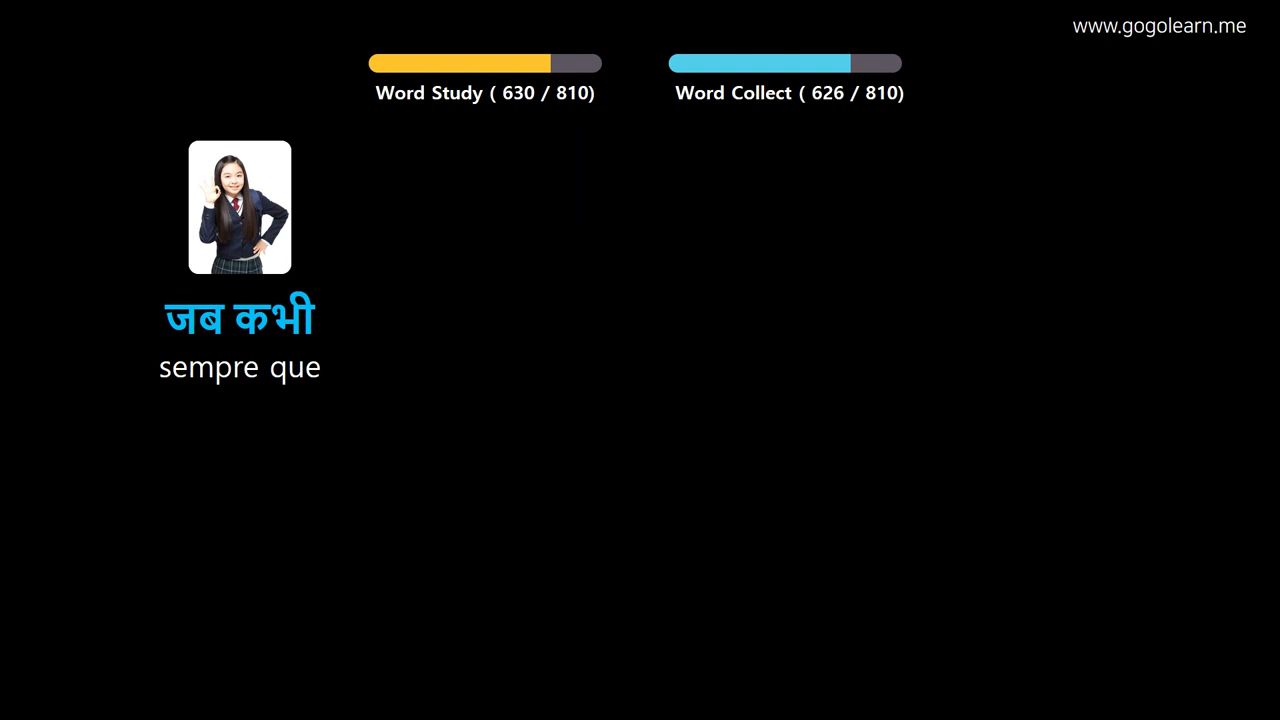 www.gogolearn.me
Word Study ( 630 / 810)
Word Collect ( 626 / 810)
जब कभी
sempre que